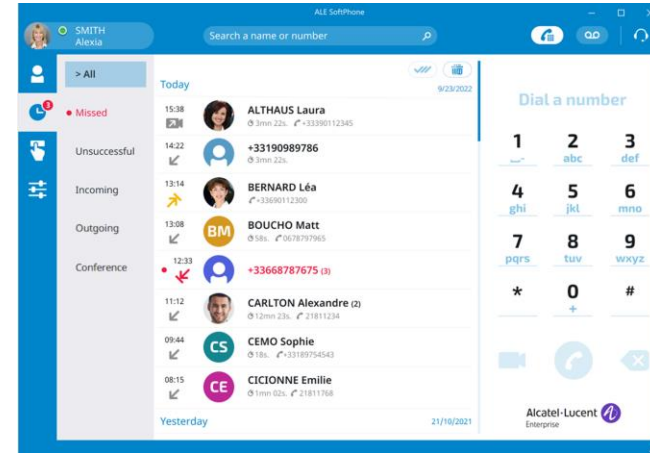 ALE SoftPhone
SMITH
Alexia
Search a name or number
3
> All
Missed
Unsuccessful
Incoming
Outgoing
Conference
Today
9/23/2022
15:38
ALTHAUS Laura
3mn 22s. +33390112345
14:22
+33190989786
3mn 22s.
13:14
BERNARD Léa
+33690112300
13:08
BM
BOUCHO Matt
58s. 0678797965
12:33
+33668787675 (3)
11:12
CARLTON Alexandre (2)
12mn 23s. 21811234
09:44
CS
CEMO Sophie
18s. +33189754543
08:15
CE
CICIONNE Emilie
1mn 02s. 21811768
Yesterday
21/10/2021
Dial a number
1 2 3
abc def
4 5 6
ghi jkl mno
7 8 9
pqrs tuv wxyz
* 0 #
+
Alcatel·Lucent
Enterprise